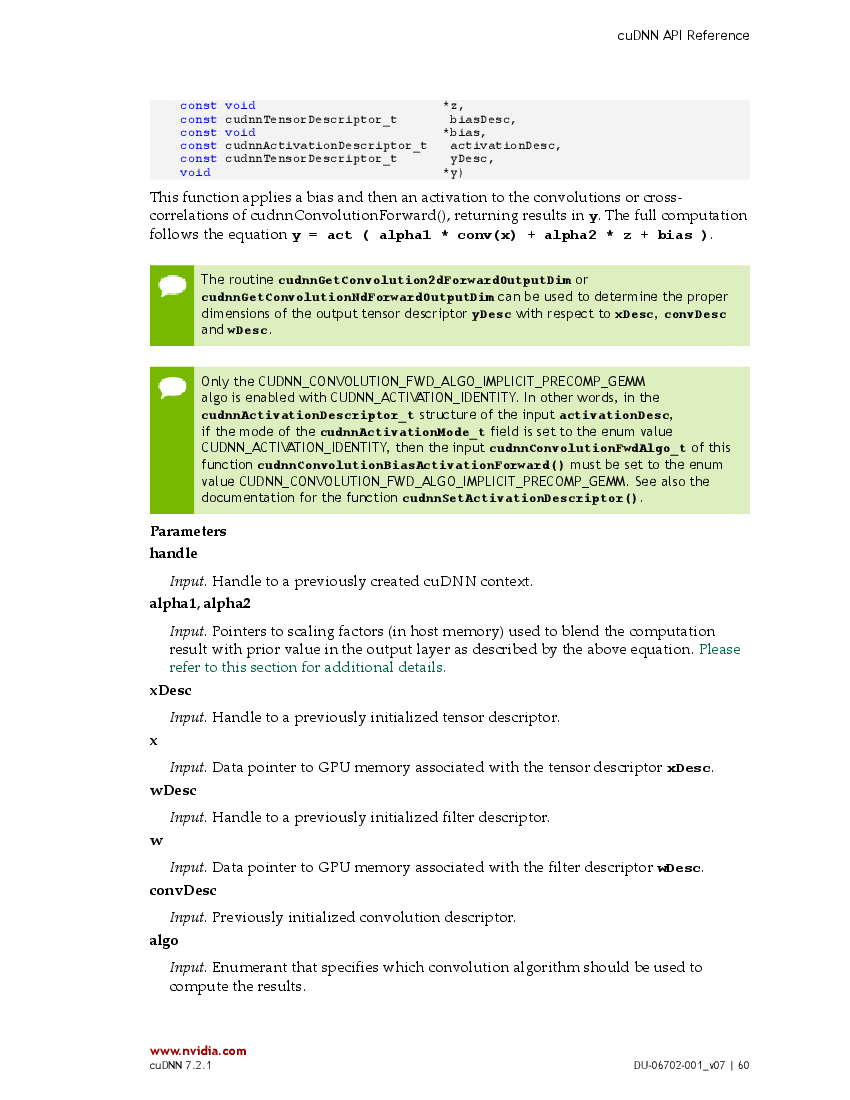 cuDNN API Reference
const void                         *z,
const cudnnTensorDescriptor_t       biasDesc,
const void                         *bias,
const cudnnActivationDescriptor_t   activationDesc,
const cudnnTensorDescriptor_t       yDesc,
void                               *y)
This function applies a bias and then an activation to the convolutions or cross-
correlations of cudnnConvolutionForward(), returning results in y. The full computation
follows the equation y = act ( alpha1 * conv(x) + alpha2 * z + bias ).
The routine cudnnGetConvolution2dForwardOutputDim or
cudnnGetConvolutionNdForwardOutputDim can be used to determine the proper
dimensions of the output tensor descriptor yDesc with respect to xDesc, convDesc
and wDesc.
Only the CUDNN_CONVOLUTION_FWD_ALGO_IMPLICIT_PRECOMP_GEMM
algo is enabled with CUDNN_ACTIVATION_IDENTITY. In other words, in the
cudnnActivationDescriptor_t structure of the input activationDesc,
if the mode of the cudnnActivationMode_t field is set to the enum value
CUDNN_ACTIVATION_IDENTITY, then the input cudnnConvolutionFwdAlgo_t of this
function cudnnConvolutionBiasActivationForward() must be set to the enum
value CUDNN_CONVOLUTION_FWD_ALGO_IMPLICIT_PRECOMP_GEMM. See also the
documentation for the function cudnnSetActivationDescriptor().
Parameters
handle
Input. Handle to a previously created cuDNN context.
alpha1, alpha2
Input. Pointers to scaling factors (in host memory) used to blend the computation
result with prior value in the output layer as described by the above equation. Please
refer to this section for additional details.
xDesc
Input. Handle to a previously initialized tensor descriptor.
x
Input. Data pointer to GPU memory associated with the tensor descriptor xDesc.
wDesc
Input. Handle to a previously initialized filter descriptor.
w
Input. Data pointer to GPU memory associated with the filter descriptor wDesc.
convDesc
Input. Previously initialized convolution descriptor.
algo
Input. Enumerant that specifies which convolution algorithm should be used to
compute the results.
www.nvidia.com
cuDNN 7.2.1
DU-06702-001_v07 | 60